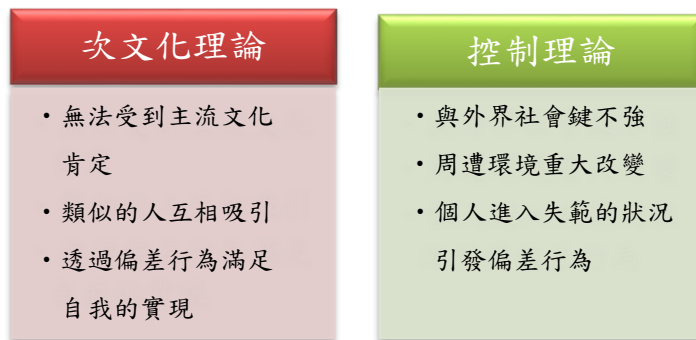 次文化理論
・無法受到主流文化
肯定
・類似的人互相吸引
・透過偏差行為滿足
自我的實現
控制理論
・與外界社會鍵不強
・周遭環境重大改變
・個人進入失範的狀況
引發偏差行為